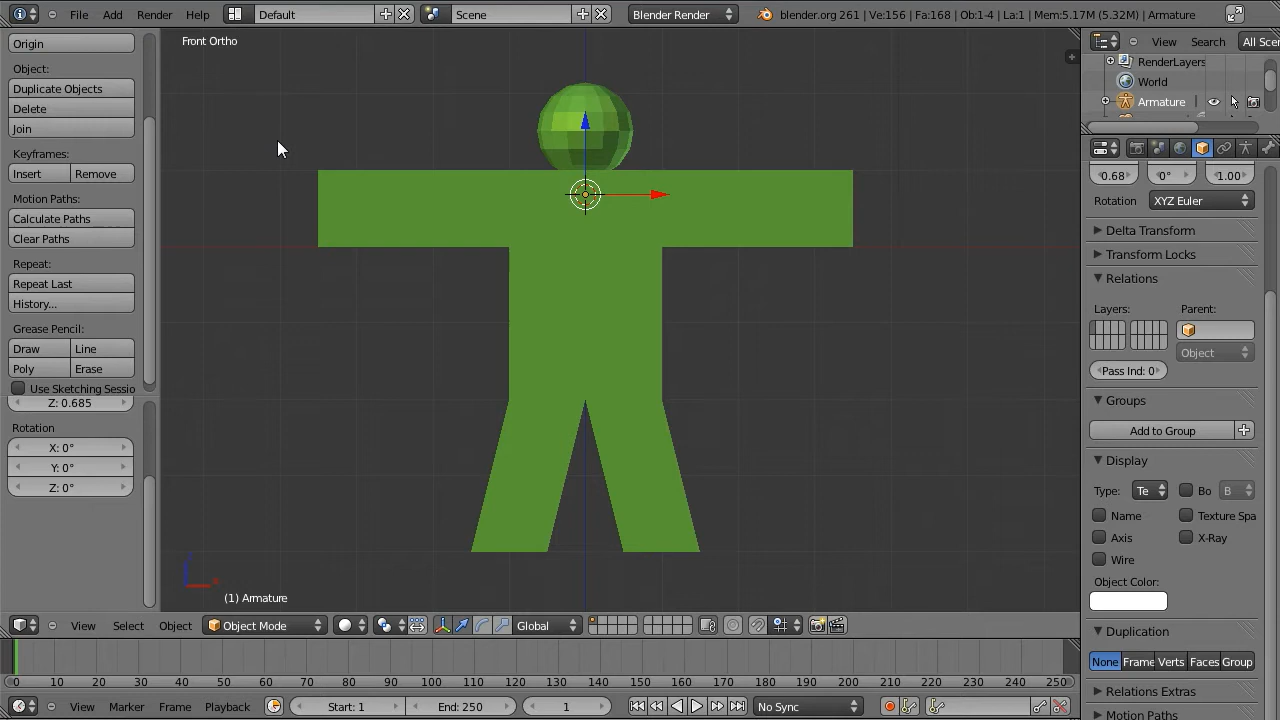 File Add Render Help Default Scene Blender Render blender.org 261 | Ve:156 | Fa:168 | Ob:1-4 | La:1 | Mem:5.17M (5.32M) | Armature
Origin
Object:
Duplicate Objects
Delete
Join
Keyframes:
Insert Remove
Motion Paths:
Calculate Paths
Clear Paths
Repeat:
Repeat Last
History...
Grease Pencil:
Draw Line
Poly Erase
Use Sketching Sessio
Z: 0.685
Rotation
X: 0°
Y: 0°
Z: 0°
Front Ortho
(1) Armature
View Select Object Object Mode Global
0 10 20 30 40 50 60 70 80 90 100 110 120 130 140 150 160 170 180 190 200 210 220 230 240 250
View Marker Frame Playback Start: 1 End: 250 1 No Sync
View Search All Sce
RenderLayers
World
Armature
0.68 0° 1.00
Rotation XYZ Euler
Delta Transform
Transform Locks
Relations
Layers: Parent:
Object
Pass Ind: 0
Groups
Add to Group
Display
Type: Te Bo B
Name Texture Spa
Axis X-Ray
Wire
Object Color:
Duplication
None Frame Verts Faces Group
Relations Extras
Motion Paths